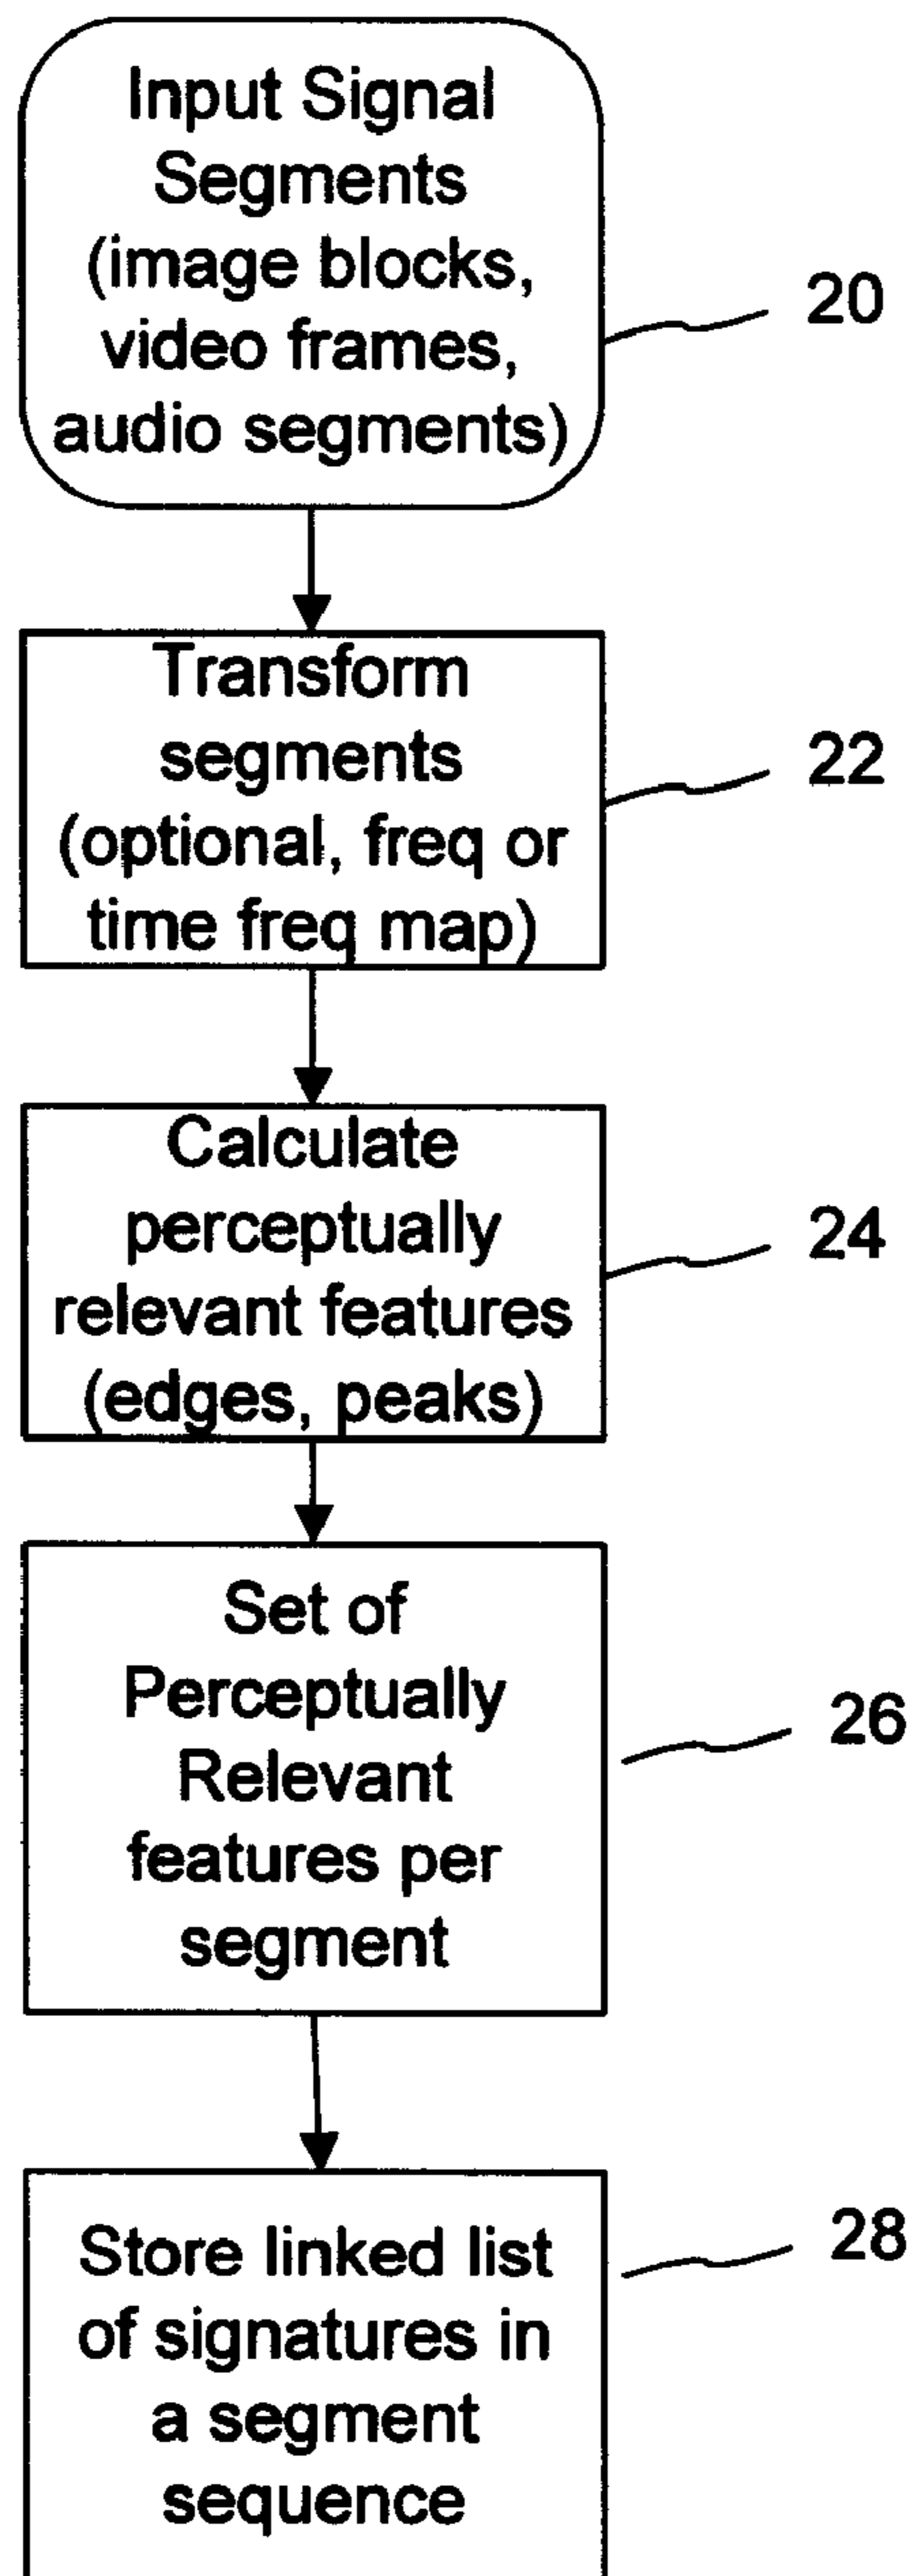 Input Signal
Segments
(image blocks,
video frames,
audio segments)
20
Transform
segments
(optional, freq or
time freq map)
22
Calculate
perceptually
relevant features
(edges, peaks)
24
Set of
Perceptually
Relevant
features per
segment
26
Store linked list
of signatures in
a segment
sequence
28